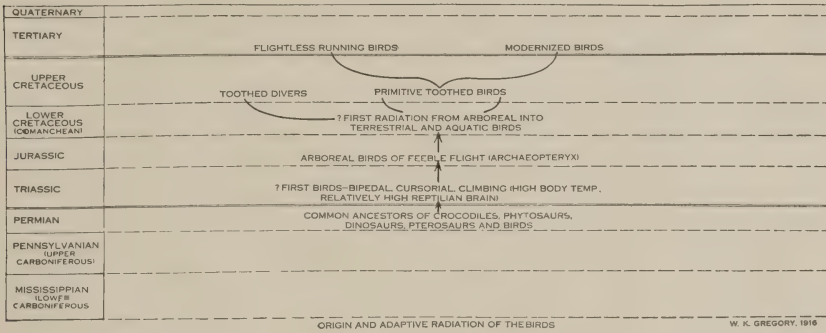 QUATERNARY
TERTIARY
FLIGHTLESS RUNNING BIRDS
MODERNIZED BIRDS
UPPER
CRETACEOUS
TOOTHED DIVERS
PRIMITIVE TOOTHED BIRDS
LOWER
CRETACEOUS
(COMANCHEAN)
? FIRST RADIATION FROM ARBOREAL INTO
TERRESTRIAL AND AQUATIC BIRDS
JURASSIC
ARBOREAL BIRDS OF FEEBLE FLIGHT (ARCHAEOPTERYX)
TRIASSIC
? FIRST BIRDS—BIPEDAL, CURSORIAL, CLIMBING (HIGH BODY TEMP.,
RELATIVELY HIGH REPTILIAN BRAIN)
PERMIAN
COMMON ANCESTORS OF CROCODILES, PHYTOSAURS,
DINOSAURS, PTEROSAURS AND BIRDS
PENNSYLVANIAN
(UPPER
CARBONIFEROUS)
MISSISSIPPIAN
(LOWER
CARBONIFEROUS
ORIGIN AND ADAPTIVE RADIATION OF THE BIRDS
W. K. GREGORY, 1916